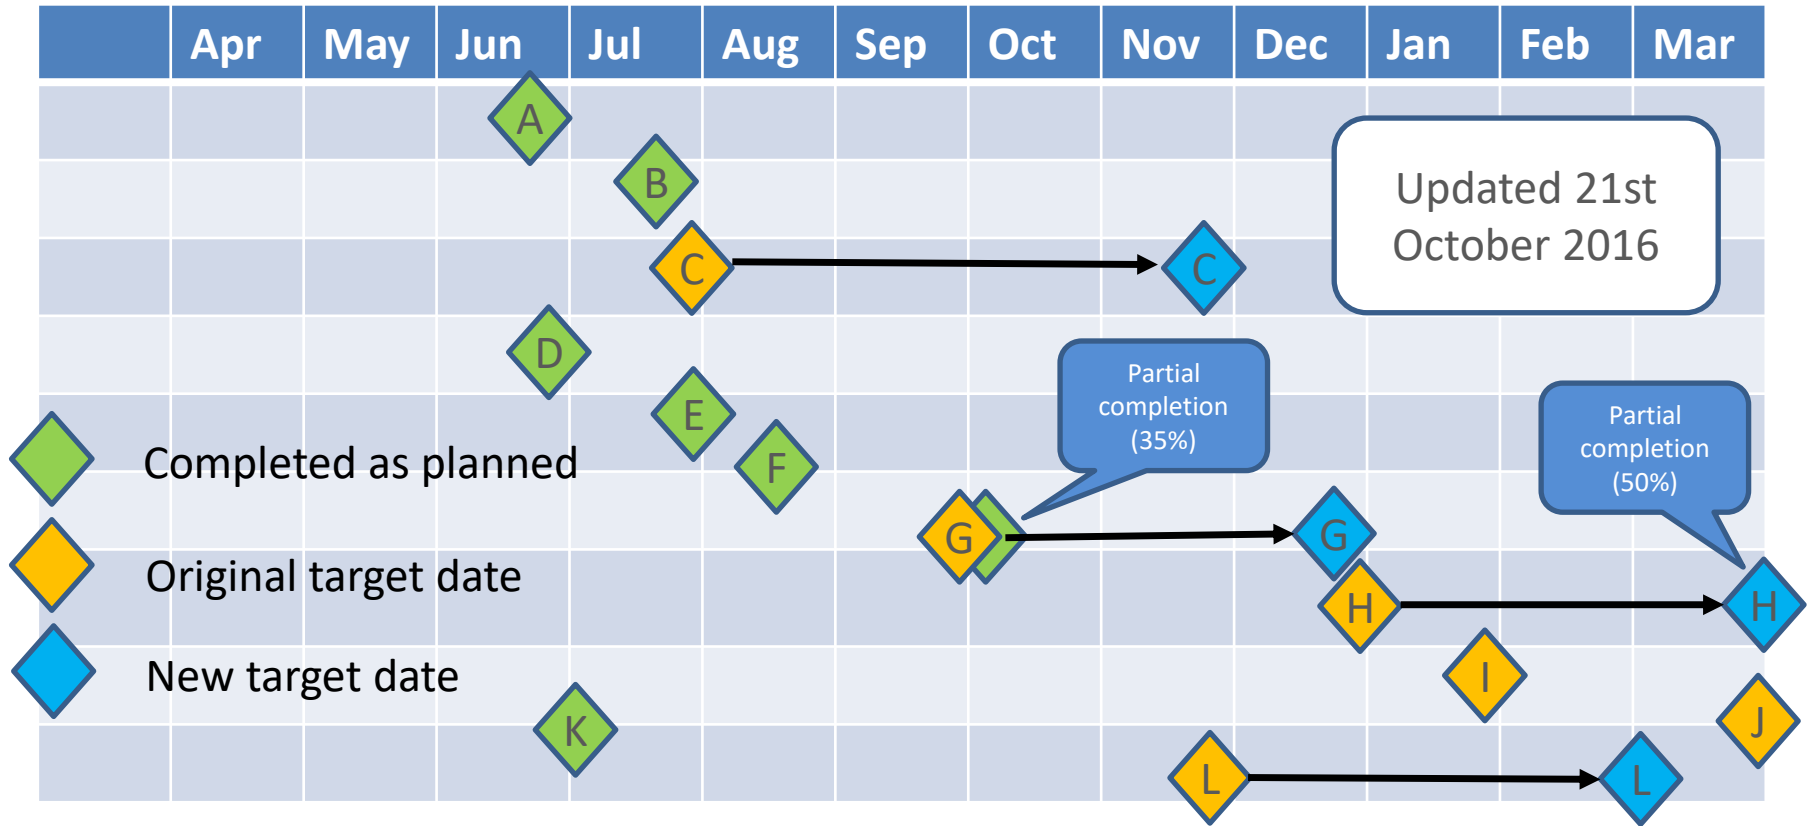 Apr May Jun Jul Aug Sep Oct Nov Dec Jan Feb Mar
A
B
Updated 21st
October 2016
C C
D
Partial
completion
(35%)
E
Partial
completion
(50%)
Completed as planned
F
G G
Original target date
H H
New target date
I
K
J
L L